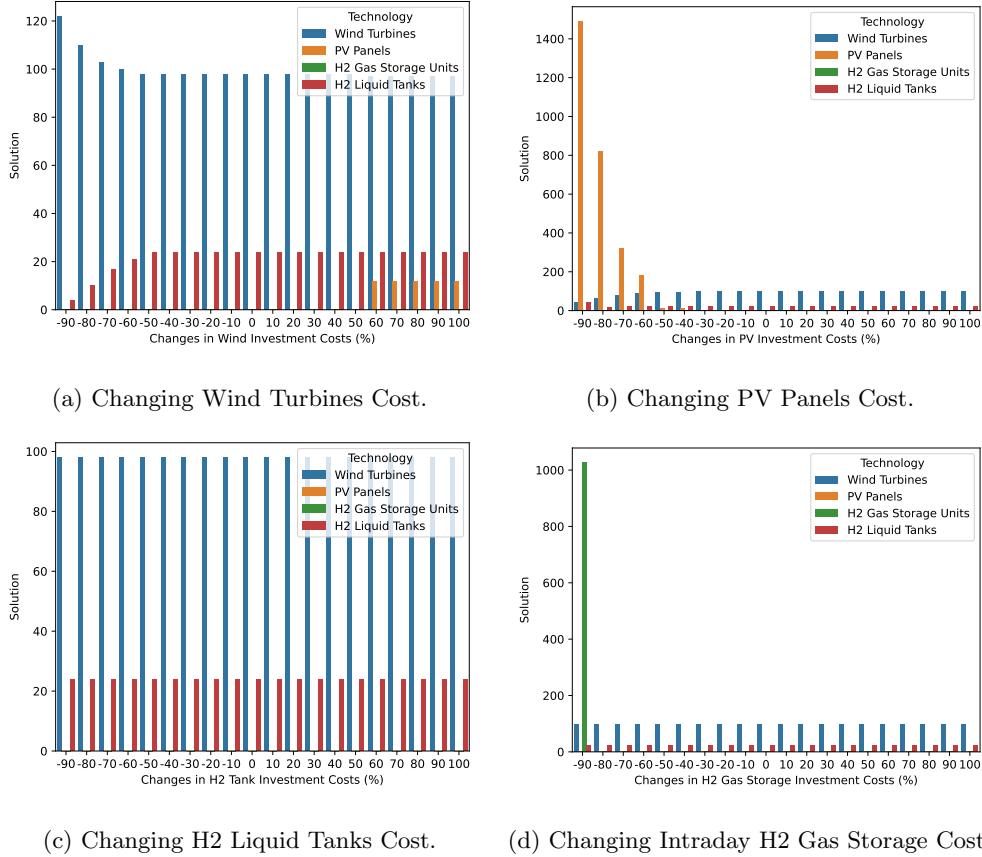 Technology
Wind Turbines
PV Panels
H2 Gas Storage Units
H2 Liquid Tanks
120
100
80
60
40
20
0
Solution
-90 -80 -70 -60 -50 -40 -30 -20 -10 0 10 20 30 40 50 60 70 80 90 100
Changes in Wind Investment Costs (%)
(a) Changing Wind Turbines Cost.
Technology
Wind Turbines
PV Panels
H2 Gas Storage Units
H2 Liquid Tanks
1400
1200
1000
800
600
400
200
0
Solution
-90 -80 -70 -60 -50 -40 -30 -20 -10 0 10 20 30 40 50 60 70 80 90 100
Changes in PV Investment Costs (%)
(b) Changing PV Panels Cost.
Technology
Wind Turbines
PV Panels
H2 Gas Storage Units
H2 Liquid Tanks
100
80
60
40
20
0
Solution
-90 -80 -70 -60 -50 -40 -30 -20 -10 0 10 20 30 40 50 60 70 80 90 100
Changes in H2 Tank Investment Costs (%)
(c) Changing H2 Liquid Tanks Cost.
Technology
Wind Turbines
PV Panels
H2 Gas Storage Units
H2 Liquid Tanks
1000
800
600
400
200
0
Solution
-90 -80 -70 -60 -50 -40 -30 -20 -10 0 10 20 30 40 50 60 70 80 90 100
Changes in H2 Gas Storage Investment Costs (%)
(d) Changing Intraday H2 Gas Storage Cost